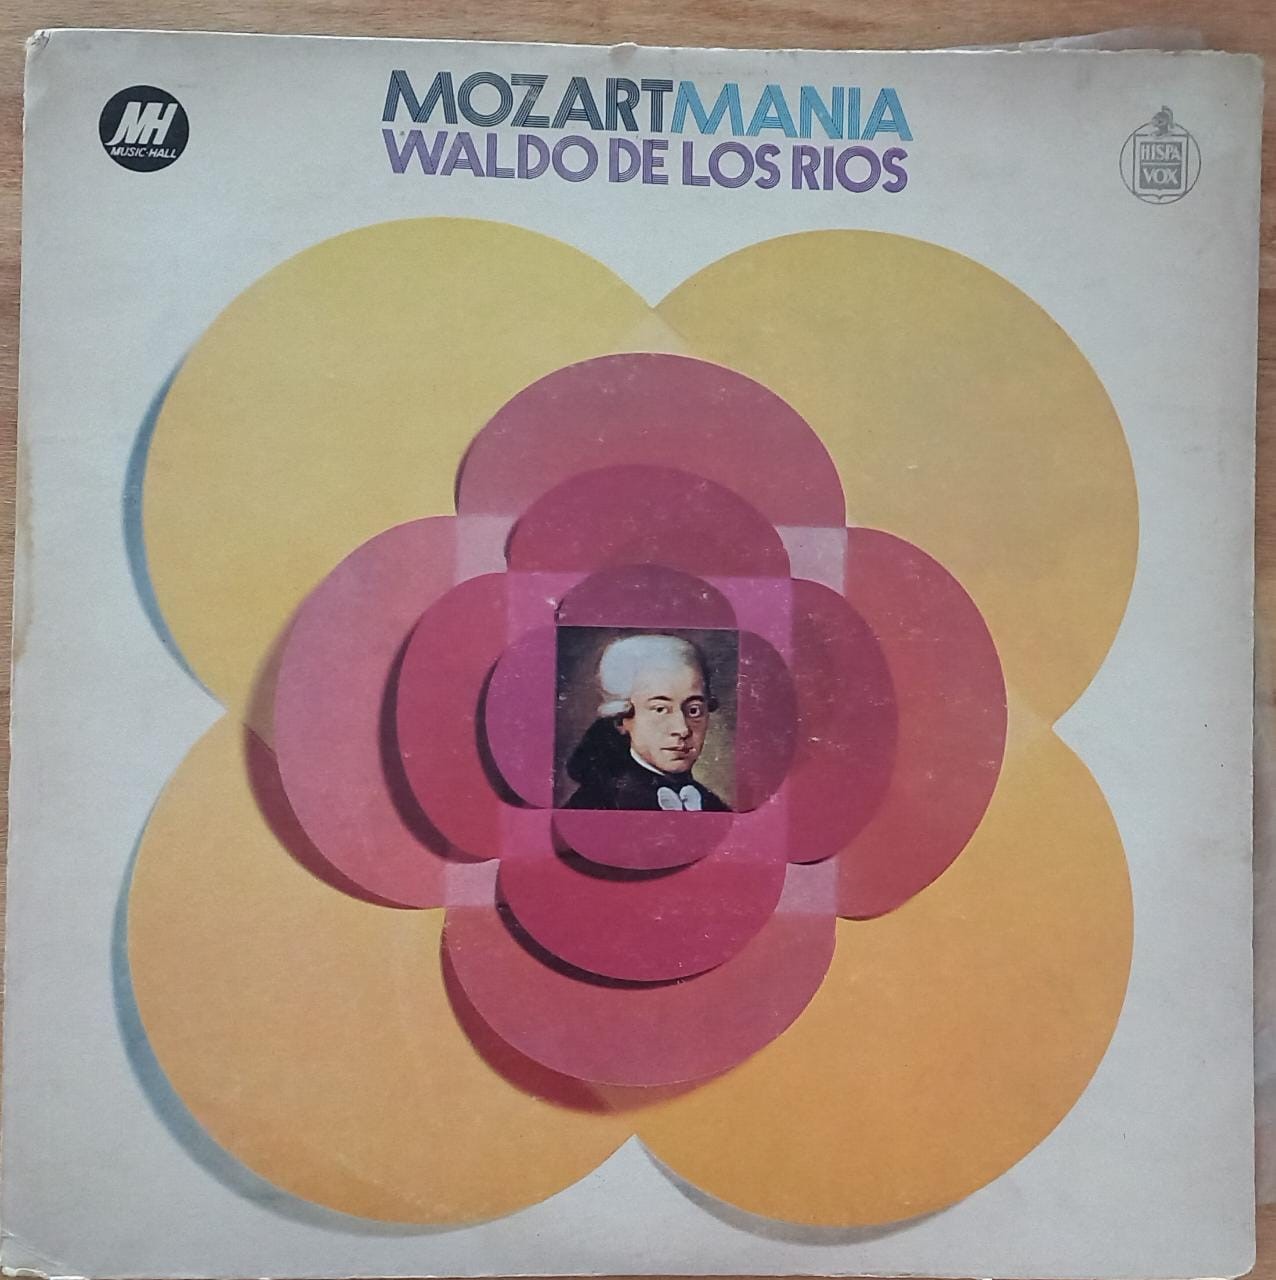 MOZARTMANIA
WALDO DE LOS RIOS
MH
MUSIC-HALL
HISPA
VOX